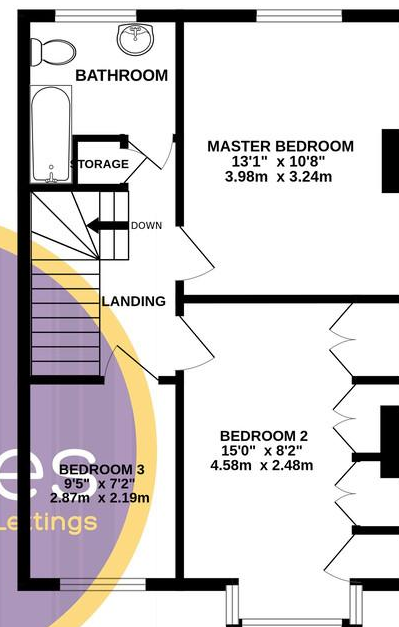 BATHROOM
MASTER BEDROOM
13'1" x 10'8"
3.98m x 3.24m
STORAGE
DOWN
LANDING
BEDROOM 2
15'0" x 8'2"
4.58m x 2.48m
es
BEDROOM 3
9'5" x 7'2"
2.87m x 2.19m
Lettings